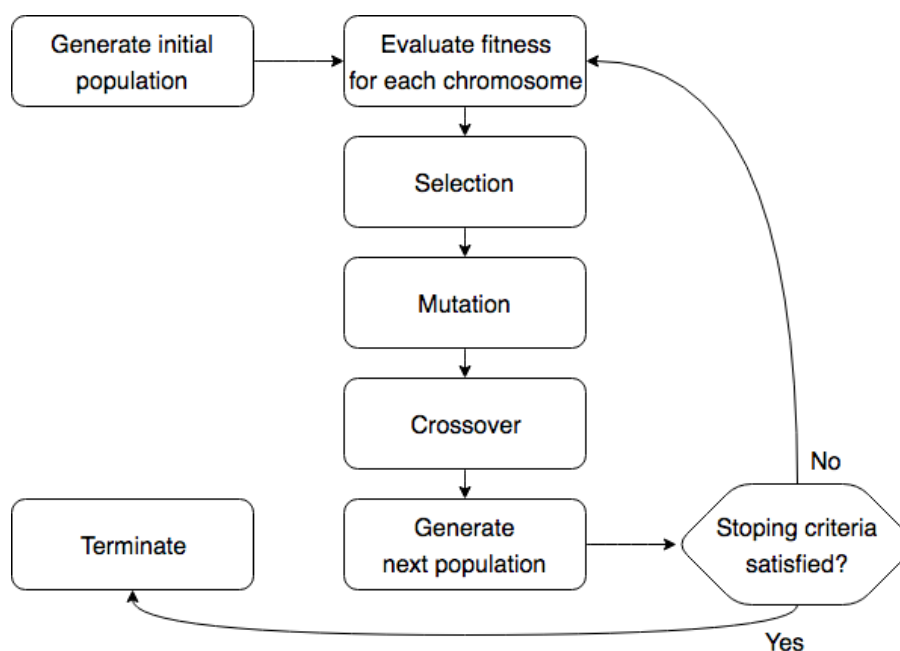 Generate initial
population
Evaluate fitness
for each chromosome
Selection
Mutation
Crossover
Generate
next population
Stoping criteria
satisfied?
No
Yes
Terminate